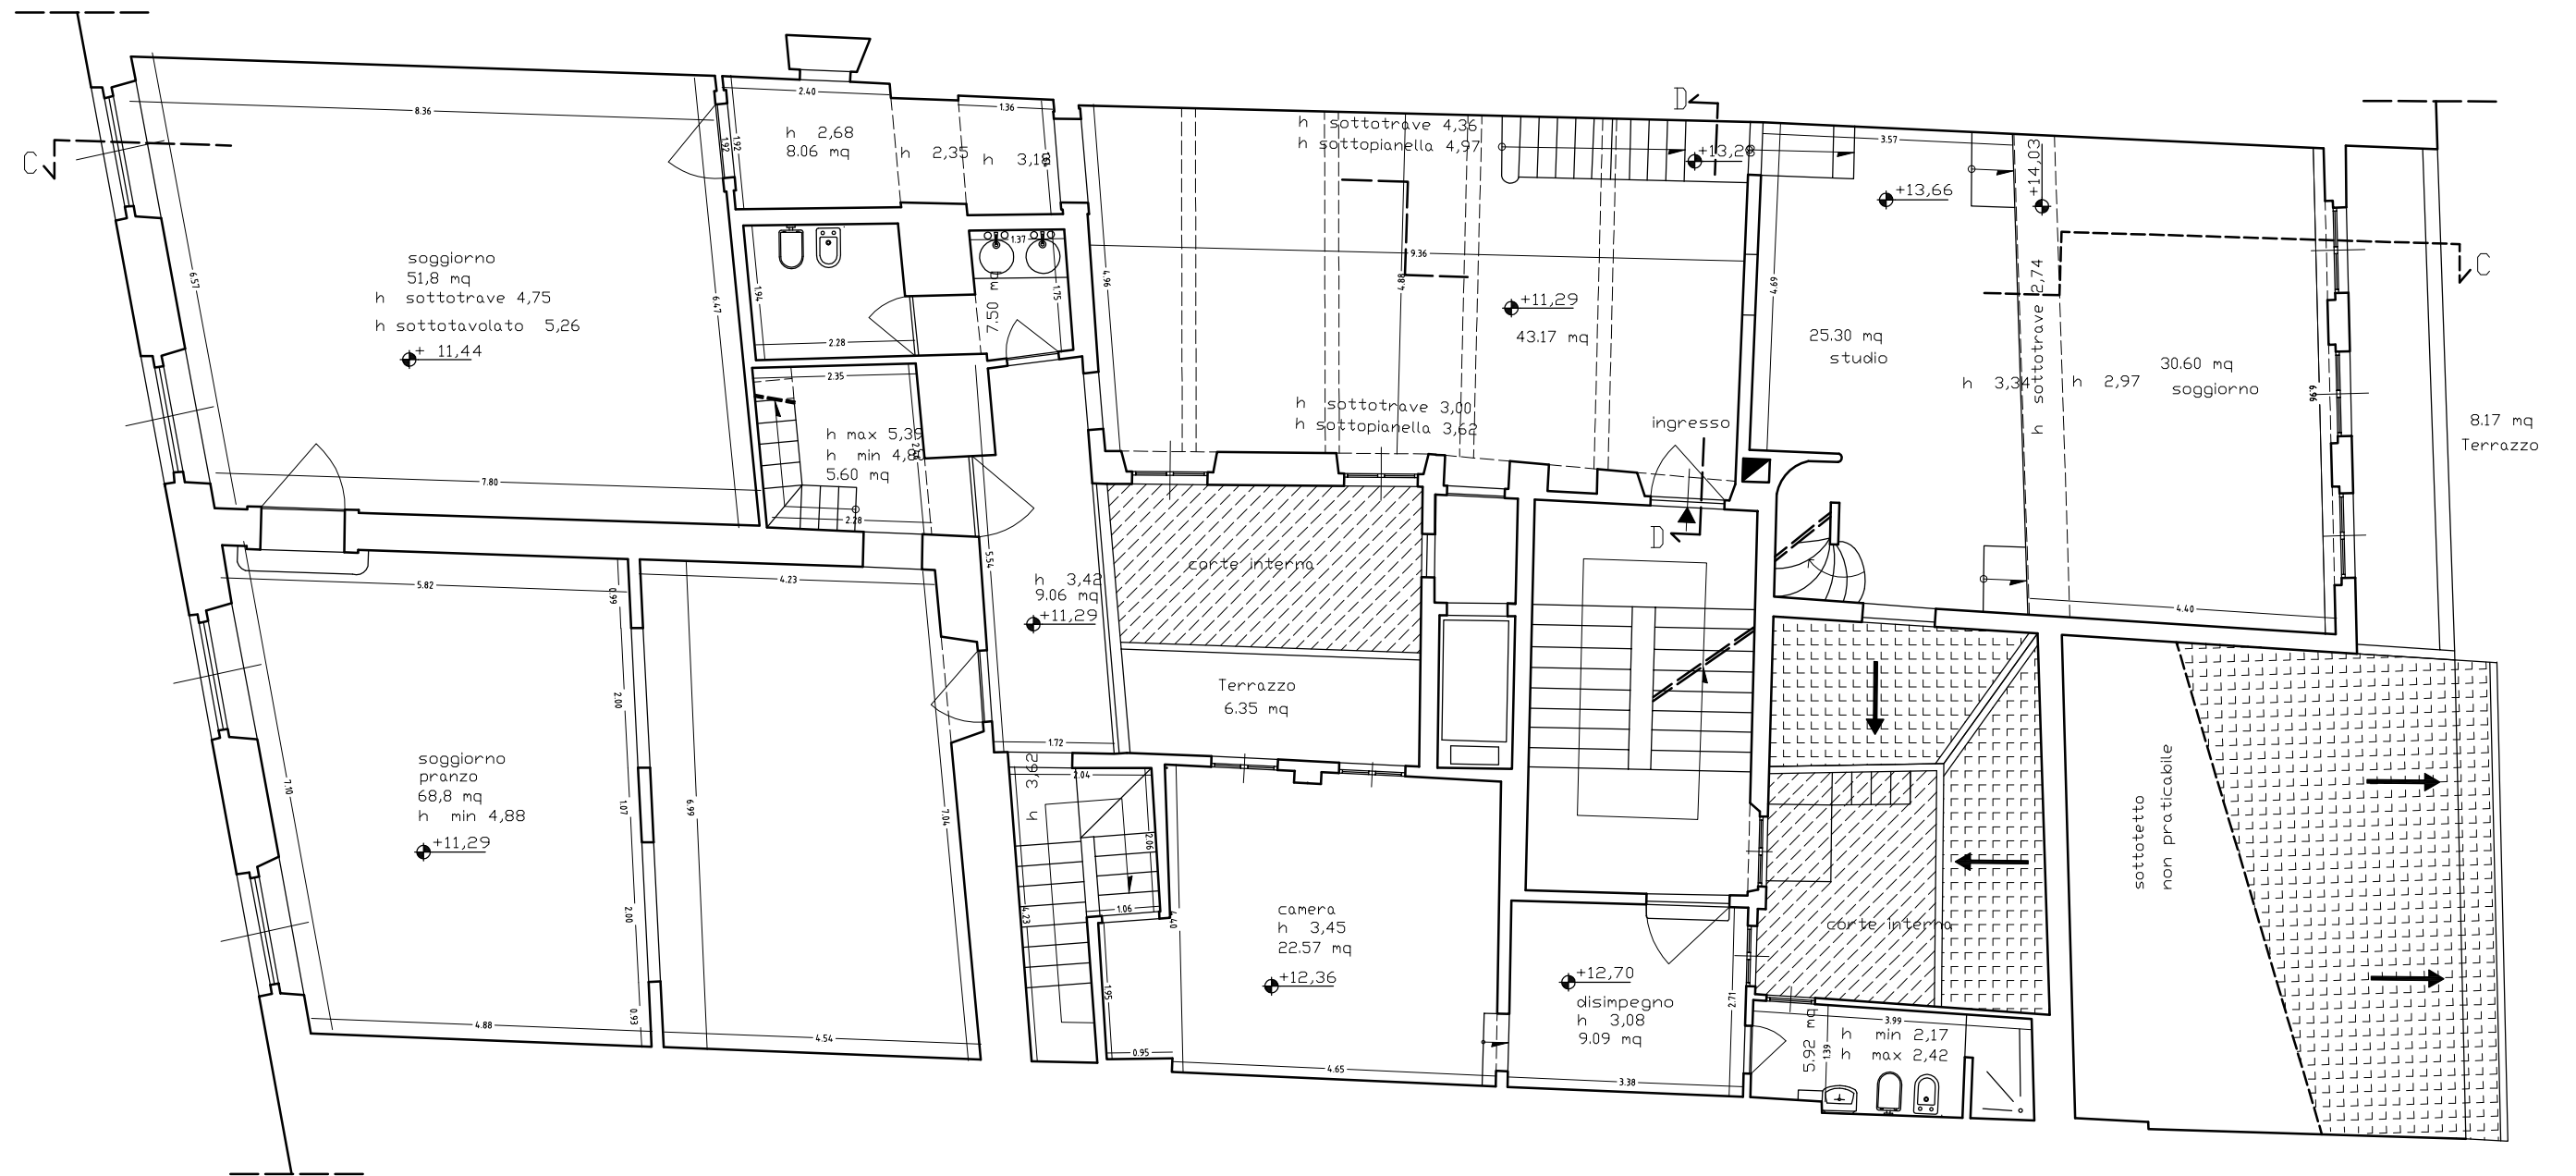 C
8.36
6.57
6.47
soggiorno
51,8 mq
h sottotrave 4,75
h sottotavolato 5,26
+ 11,44
7.80
2.40
1.92
1.92
h 2,68
8.06 mq
h 2,35
1.36
h 3,18
1.94
2.28
1.37
1.75
7.50 mq
2.35
h max 5,39
h min 4,80
5.60 mq
2.28
h sottotrave 4,36
h sottopianella 4,97
D
+13,28
4.96
9.36
4.88
+11,29
43.17 mq
h sottotrave 3,00
h sottopianella 3,62
ingresso
D
3.57
+13,66
+14,03
4.69
25.30 mq
studio
h 3,34
h sottotrave 2,74
h 2,97
30.60 mq
soggiorno
6.96
4.40
C
8.17 mq
Terrazzo
5.82
0.99
4.23
2.00
7.10
soggiorno
pranzo
68,8 mq
h min 4,88
+11,29
1.07
6.99
7.04
2.00
0.93
4.88
4.54
5.54
h 3,42
9.06 mq
+11,29
1.72
corte interna
Terrazzo
6.35 mq
h 3,62
2.04
2.06
1.06
4.23
1.95
0.95
4.70
camera
h 3,45
22.57 mq
+12,36
4.65
+12,70
disimpegno
h 3,08
9.09 mq
2.71
3.38
corte interna
3.99
5.92 mq
1.39
h min 2,17
h max 2,42
sottotetto
non praticabile